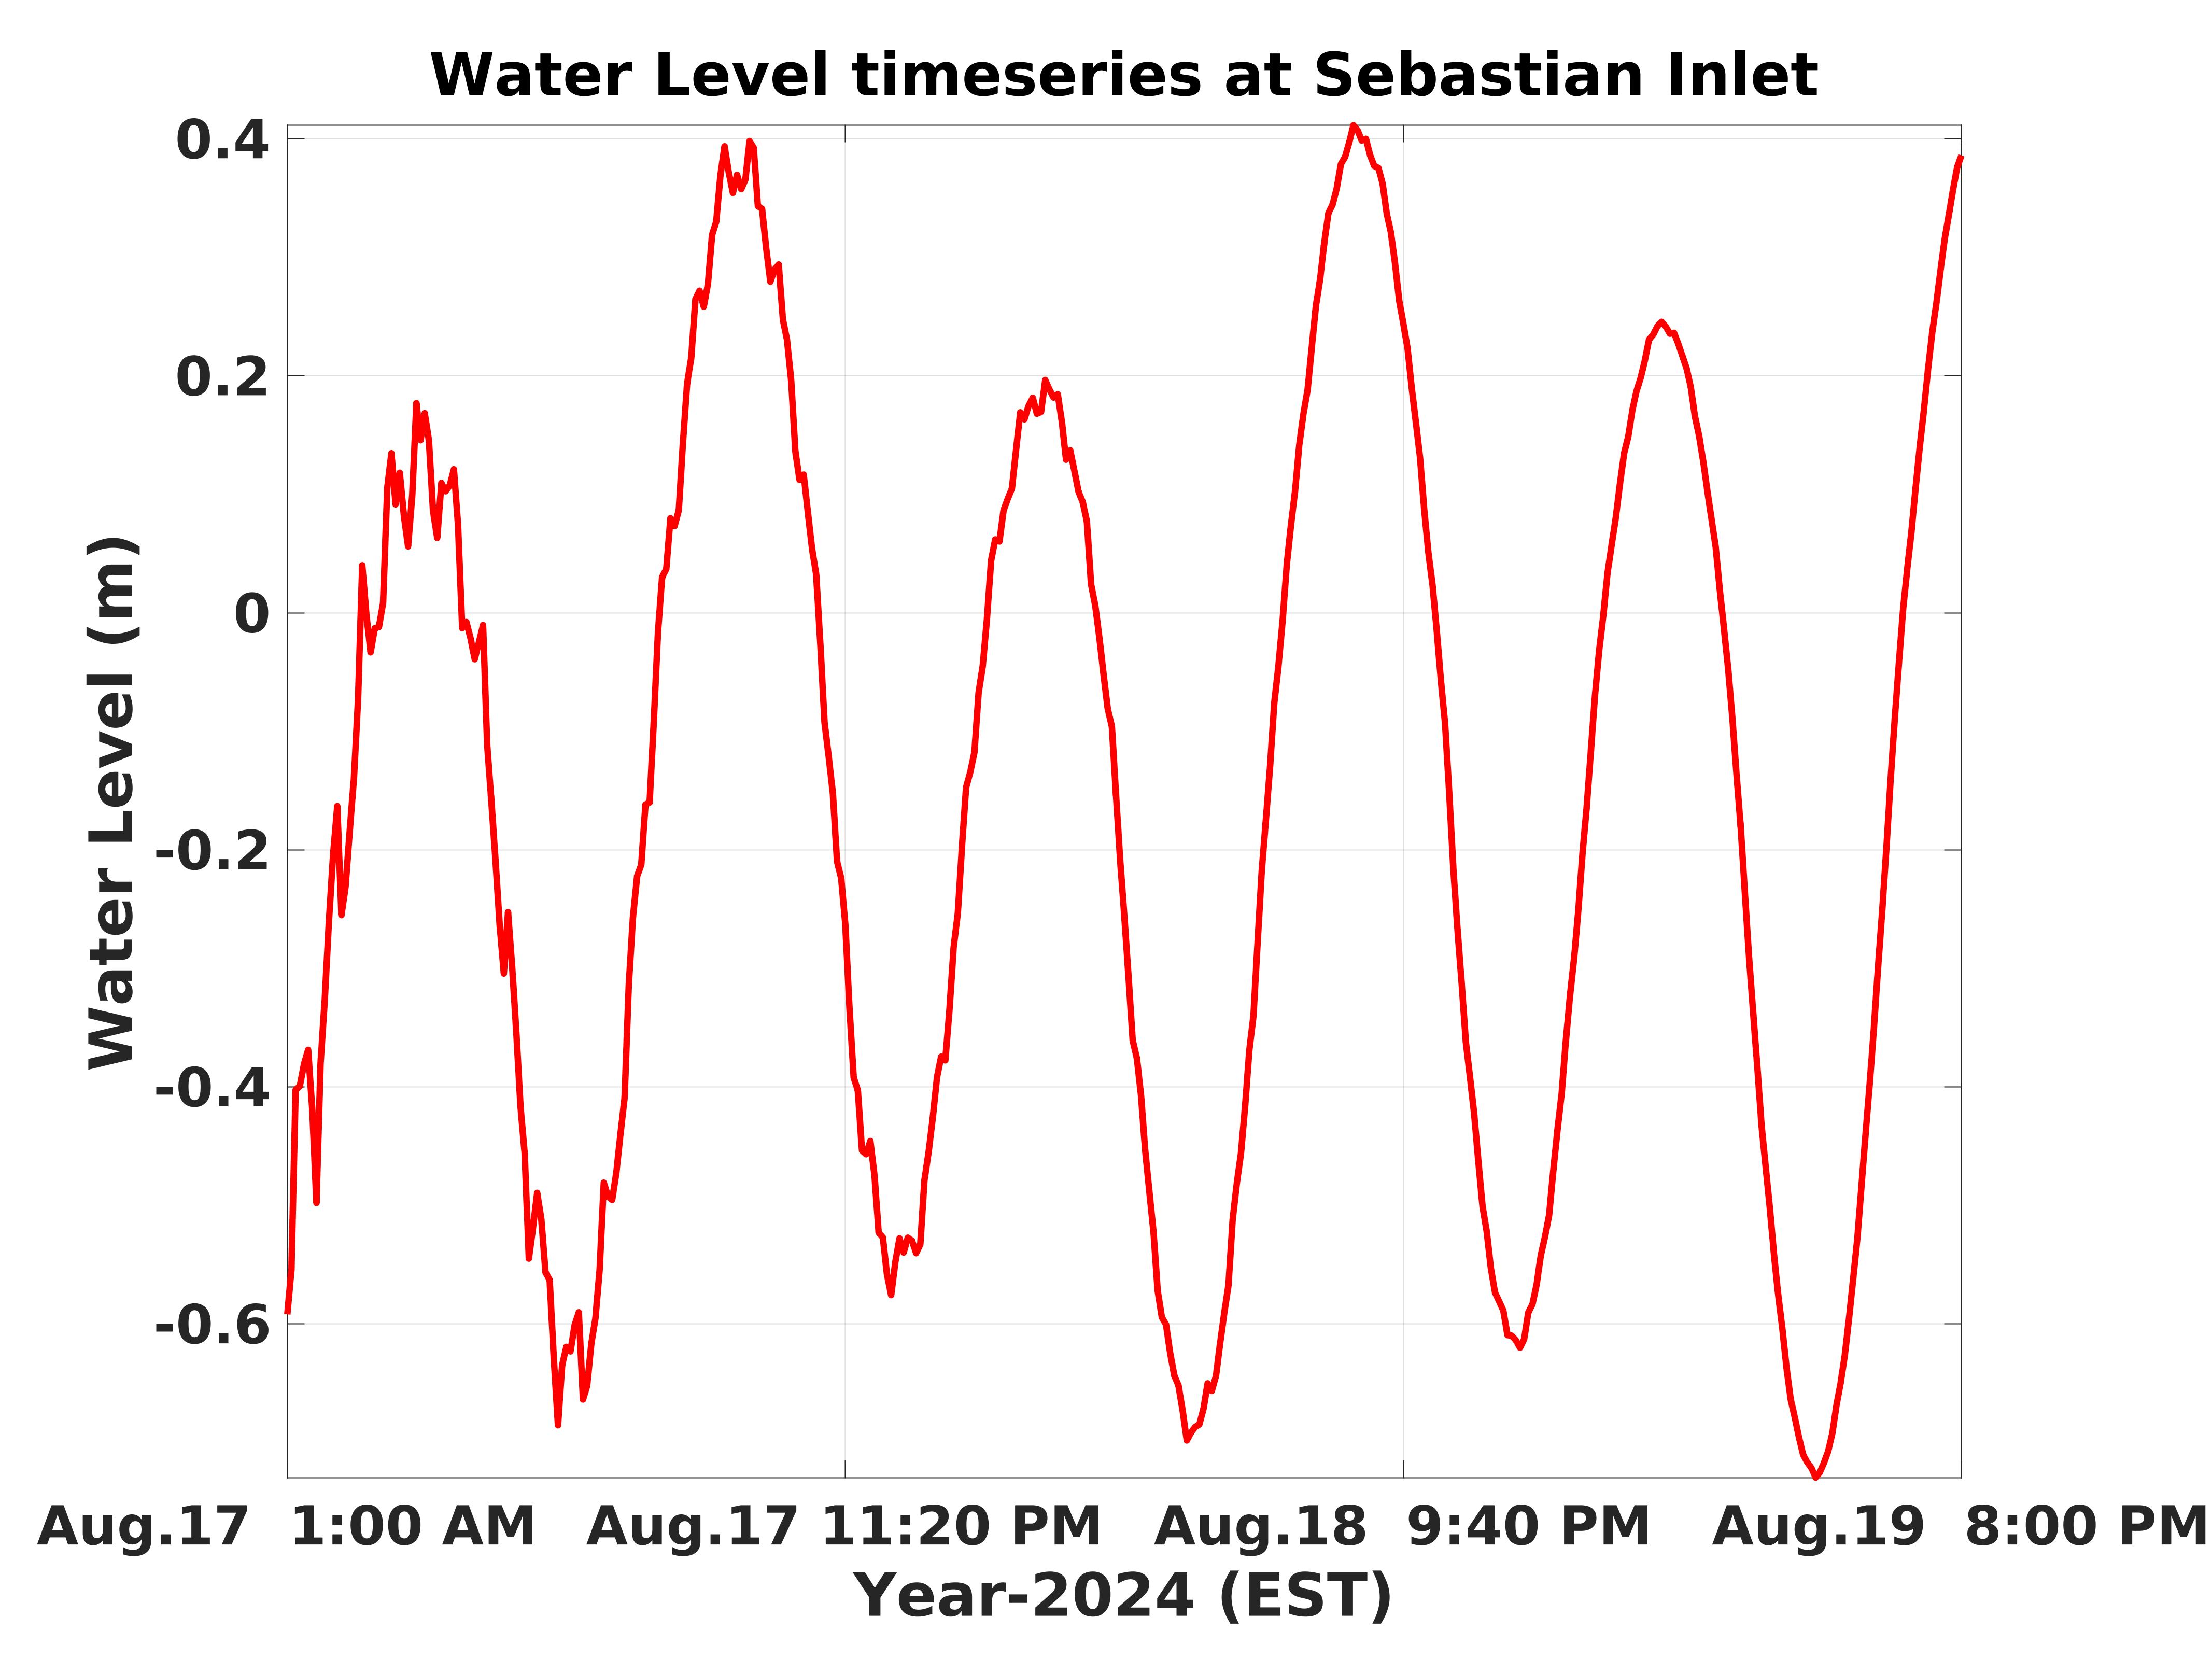 Water Level timeseries at Sebastian Inlet
0.4
0.2
0
-0.2
-0.4
-0.6
Water Level (m)
Aug.17 1:00 AM Aug.17 11:20 PM Aug.18 9:40 PM Aug.19 8:00 PM
Year-2024 (EST)